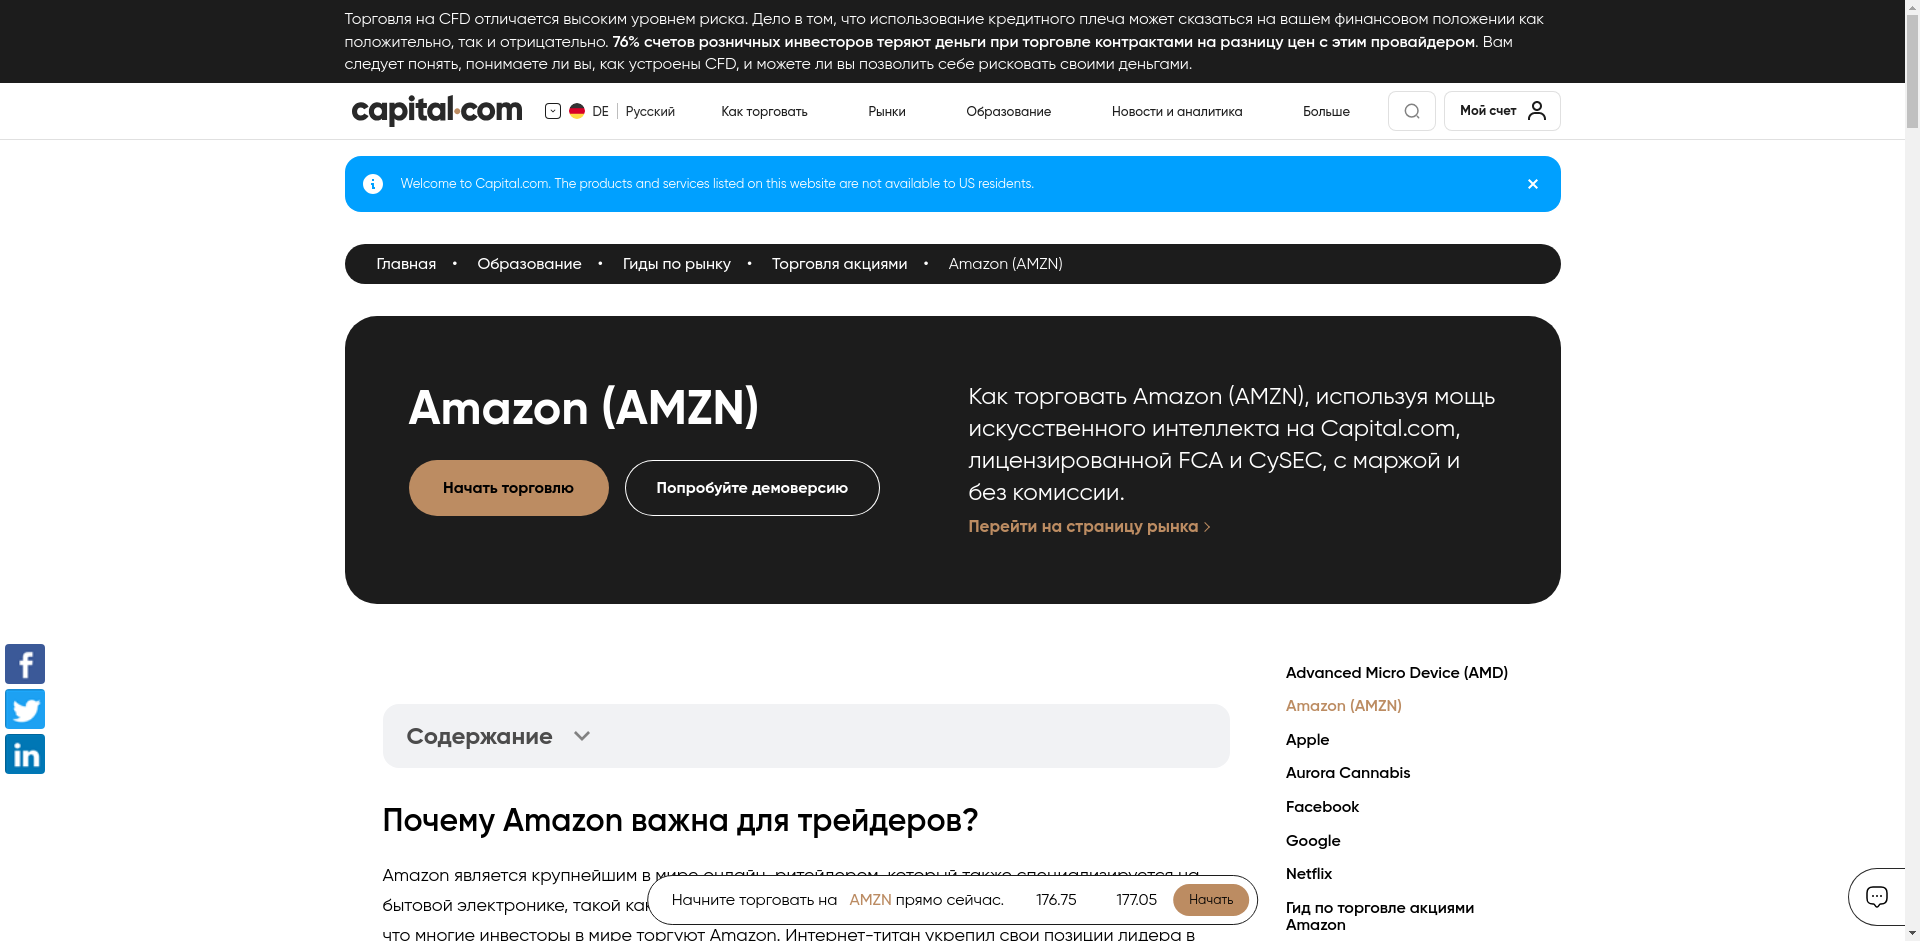 Торговля на CFD отличается высоким уровнем риска. Дело в том, что использование кредитного плеча может сказаться на вашем финансовом положении как
положительно, так и отрицательно. 76% счетов розничных инвесторов теряют деньги при торговле контрактами на разницу цен с этим провайдером. Вам
следует понять, понимаете ли вы, как устроены CFD, и можете ли вы позволить себе рисковать своими деньгами.
capital.com DE Русский Как торговать Рынки Образование Новости и аналитика Больше Мой счет
Welcome to Capital.com. The products and services listed on this website are not available to US residents.
Главная • Образование • Гиды по рынку • Торговля акциями • Amazon (AMZN)
Amazon (AMZN)
Начать торговлю Попробуйте демоверсию
Как торговать Amazon (AMZN), используя мощь
искусственного интеллекта на Capital.com,
лицензированной FCA и CySEC, с маржой и
без комиссии.
Перейти на страницу рынка
Содержание
Почему Amazon важна для трейдеров?
Amazon является крупнейшим в мире онлайн-ритейлером, который также специализируется на
бытовой электронике, такой
что многие инвесторы в мире торгуют Amazon. Интернет-титан укрепил свои позиции лидера в
Advanced Micro Device (AMD)
Amazon (AMZN)
Apple
Aurora Cannabis
Facebook
Google
Netflix
Гид по торговле акциями
Amazon
Начните торговать на AMZN прямо сейчас. 176.75 177.05 Начать